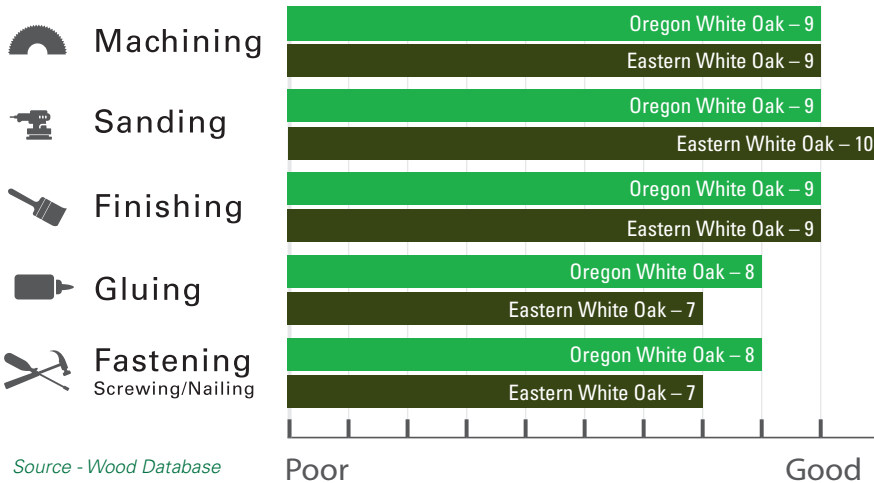 Machining
Oregon White Oak – 9
Eastern White Oak – 9
Sanding
Oregon White Oak – 9
Eastern White Oak – 10
Finishing
Oregon White Oak – 9
Eastern White Oak – 9
Gluing
Oregon White Oak – 8
Eastern White Oak – 7
Fastening
Screwing/Nailing
Oregon White Oak – 8
Eastern White Oak – 7
Source - Wood Database
Poor
Good